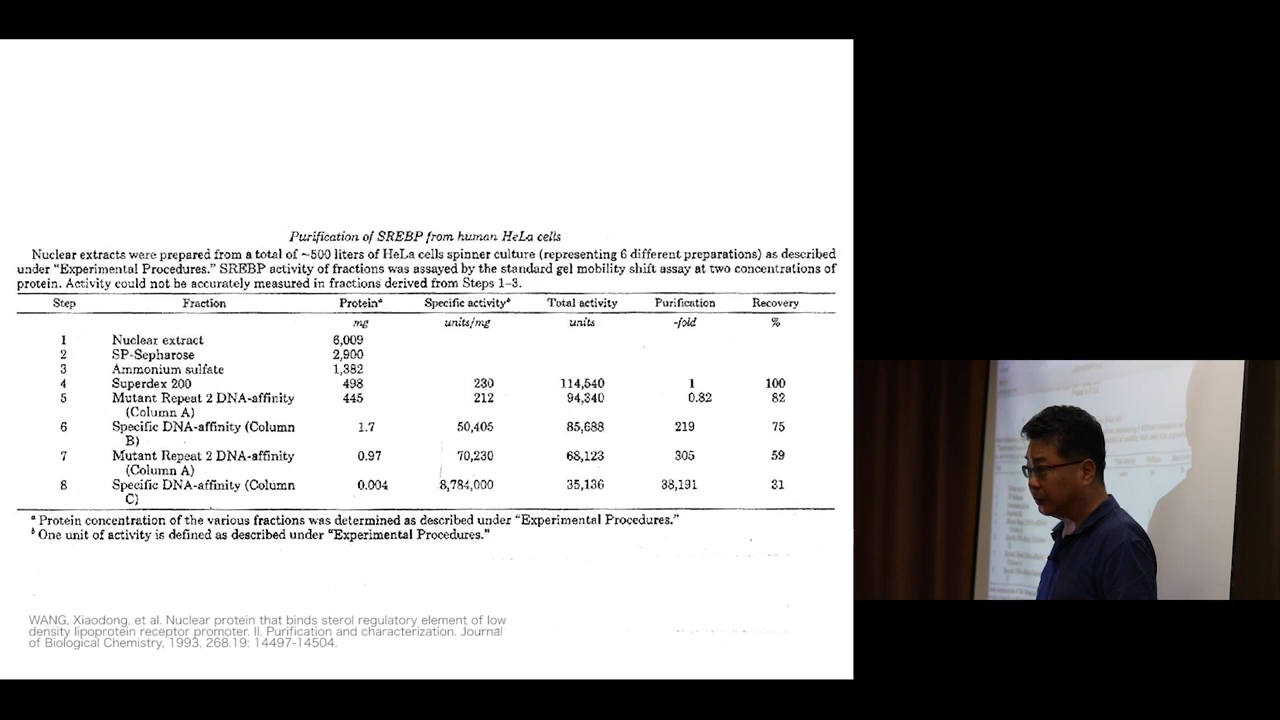 Purification of SREBP from human HeLa cells
Nuclear extracts were prepared from a total of ~500 liters of HeLa cells spinner culture (representing 6 different preparations) as described
under "Experimental Procedures." SREBP activity of fractions was assayed by the standard gel mobility shift assay at two concentrations of
protein. Activity could not be accurately measured in fractions derived from Steps 1–3.
Step Fraction Proteinᵃ Specific activityᵇ Total activity Purification Recovery
mg units/mg units -fold %
1 Nuclear extract 6,009
2 SP-Sepharose 2,900
3 Ammonium sulfate 1,382
4 Superdex 200 498 230 114,540 1 100
5 Mutant Repeat 2 DNA-affinity 445 212 94,340 0.82 82
(Column A)
6 Specific DNA-affinity (Column 1.7 50,405 85,688 219 75
B)
7 Mutant Repeat 2 DNA-affinity 0.97 70,230 68,123 305 59
(Column A)
8 Specific DNA-affinity (Column 0.004 8,784,000 35,136 38,191 31
C)
ᵃ Protein concentration of the various fractions was determined as described under "Experimental Procedures."
ᵇ One unit of activity is defined as described under "Experimental Procedures."
WANG, Xiaodong, et al. Nuclear protein that binds sterol regulatory element of low
density lipoprotein receptor promoter. II. Purification and characterization. Journal
of Biological Chemistry, 1993, 268.19: 14497-14504.